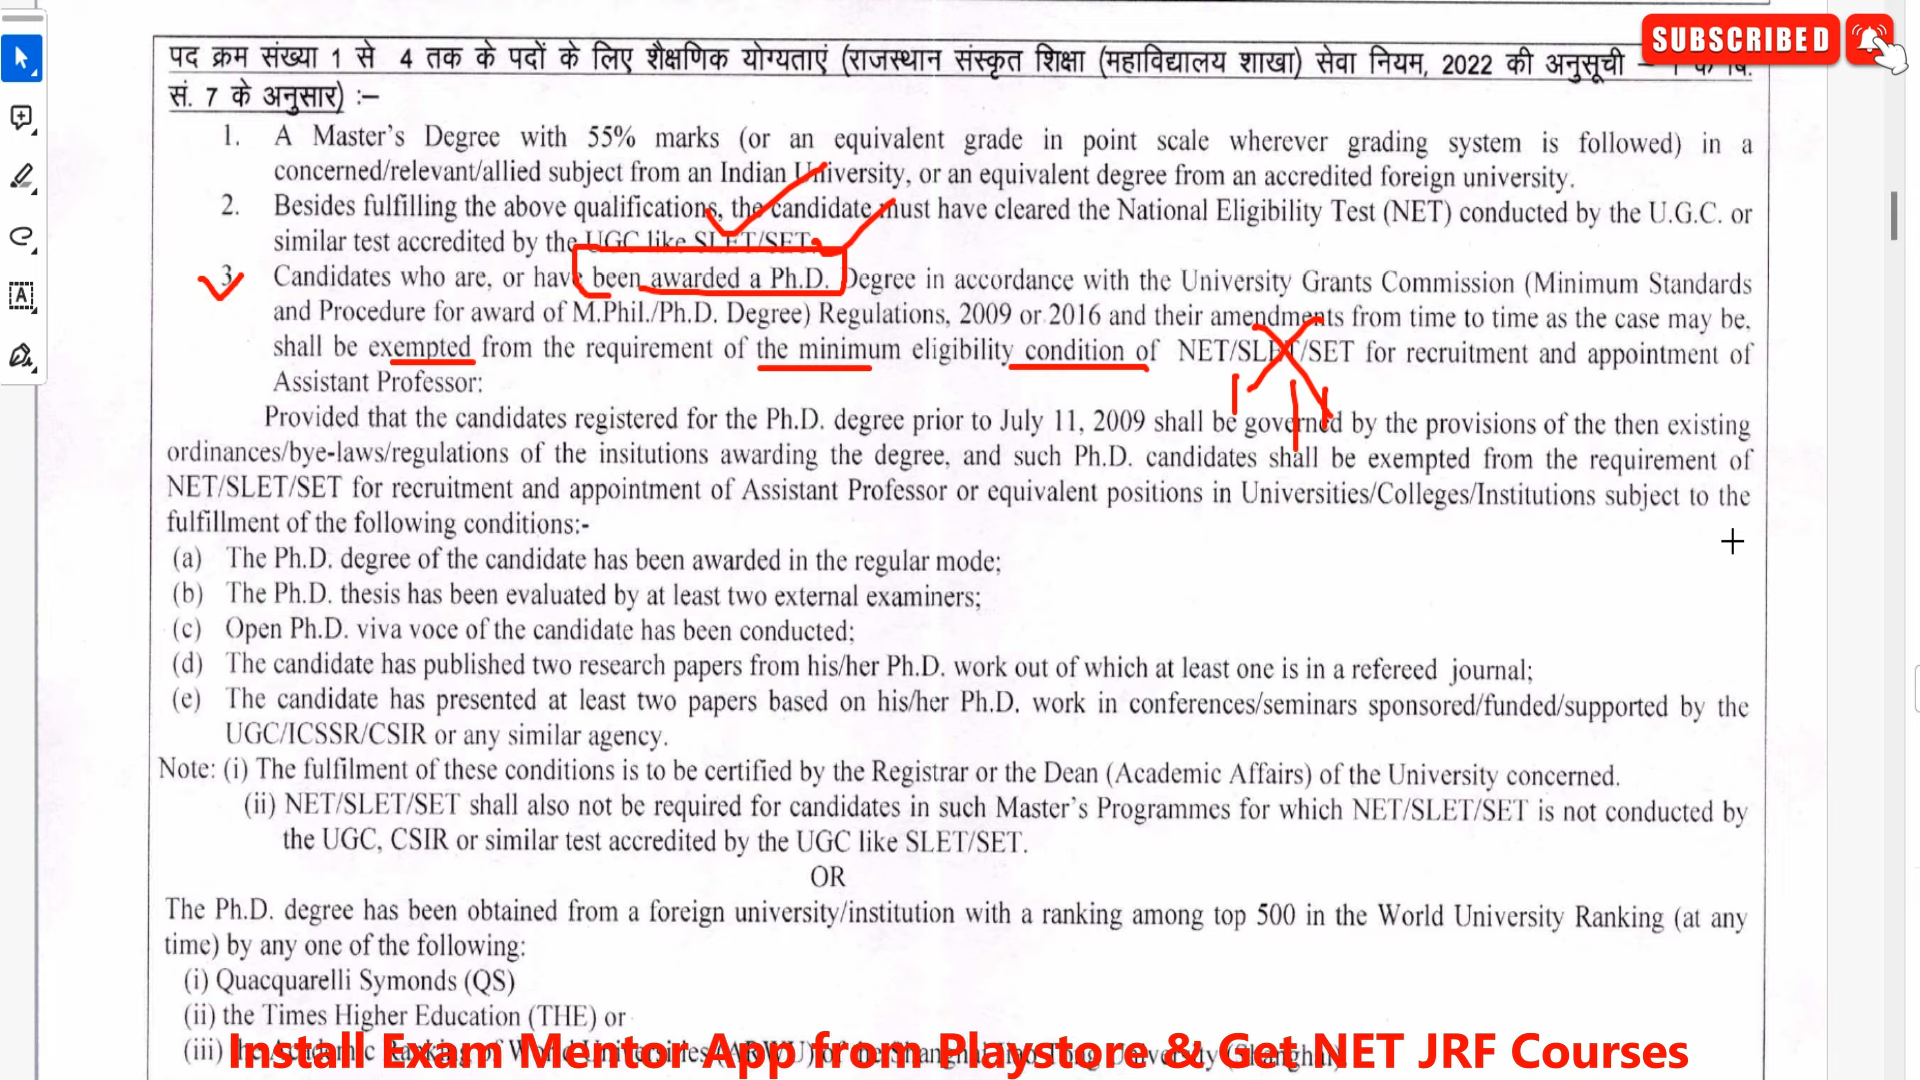 SUBSCRIBED
पद क्रम संख्या 1 से 4 तक के पदों के लिए शैक्षणिक योग्यताएं (राजस्थान संस्कृत शिक्षा (महाविद्यालय शाखा) सेवा नियम, 2022 की अनुसूची – 1
सं. 7 के अनुसार) :–
1. A Master's Degree with 55% marks (or an equivalent grade in point scale wherever grading system is followed) in a
concerned/relevant/allied subject from an Indian University, or an equivalent degree from an accredited foreign university.
2. Besides fulfilling the above qualifications, the candidate must have cleared the National Eligibility Test (NET) conducted by the U.G.C. or
similar test accredited by the UGC like SLET/SET.
3. Candidates who are, or have been awarded a Ph.D. Degree in accordance with the University Grants Commission (Minimum Standards
and Procedure for award of M.Phil./Ph.D. Degree) Regulations, 2009 or 2016 and their amendments from time to time as the case may be,
shall be exempted from the requirement of the minimum eligibility condition of NET/SLET/SET for recruitment and appointment of
Assistant Professor:
Provided that the candidates registered for the Ph.D. degree prior to July 11, 2009 shall be governed by the provisions of the then existing
ordinances/bye-laws/regulations of the insitutions awarding the degree, and such Ph.D. candidates shall be exempted from the requirement of
NET/SLET/SET for recruitment and appointment of Assistant Professor or equivalent positions in Universities/Colleges/Institutions subject to the
fulfillment of the following conditions:-
(a) The Ph.D. degree of the candidate has been awarded in the regular mode;
(b) The Ph.D. thesis has been evaluated by at least two external examiners;
(c) Open Ph.D. viva voce of the candidate has been conducted;
(d) The candidate has published two research papers from his/her Ph.D. work out of which at least one is in a refereed journal;
(e) The candidate has presented at least two papers based on his/her Ph.D. work in conferences/seminars sponsored/funded/supported by the
UGC/ICSSR/CSIR or any similar agency.
Note: (i) The fulfilment of these conditions is to be certified by the Registrar or the Dean (Academic Affairs) of the University concerned.
(ii) NET/SLET/SET shall also not be required for candidates in such Master's Programmes for which NET/SLET/SET is not conducted by
the UGC, CSIR or similar test accredited by the UGC like SLET/SET.
OR
The Ph.D. degree has been obtained from a foreign university/institution with a ranking among top 500 in the World University Ranking (at any
time) by any one of the following:
(i) Quacquarelli Symonds (QS)
(ii) the Times Higher Education (THE) or
(iii)
Install Exam Mentor App from Playstore & Get NET JRF Courses